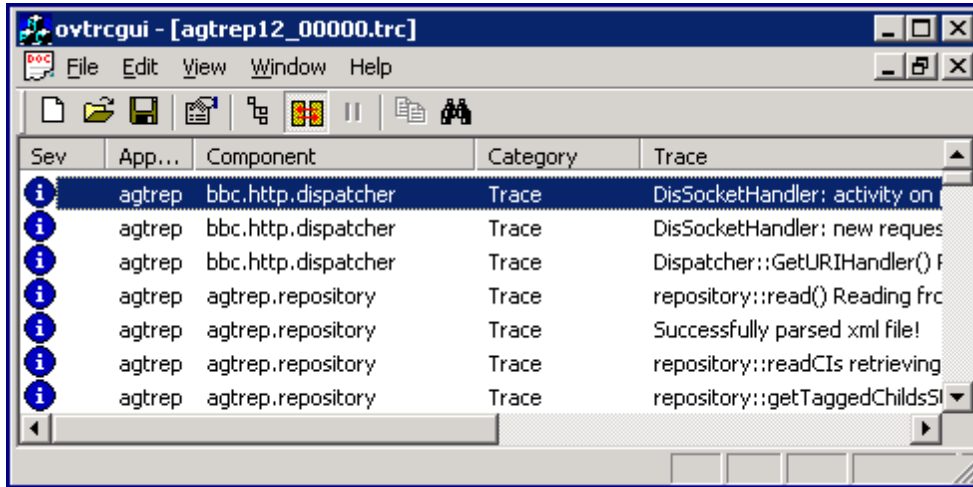 ovtrcgui - [agtrep12_00000.trc]
File Edit View Window Help
Sev App... Component Category Trace
agtrep bbc.http.dispatcher Trace DisSocketHandler: activity on
agtrep bbc.http.dispatcher Trace DisSocketHandler: new reques
agtrep bbc.http.dispatcher Trace Dispatcher::GetURIHandler()
agtrep agtrep.repository Trace repository::read() Reading fro
agtrep agtrep.repository Trace Successfully parsed xml file!
agtrep agtrep.repository Trace repository::readCIs retrieving
agtrep agtrep.repository Trace repository::getTaggedChildsS